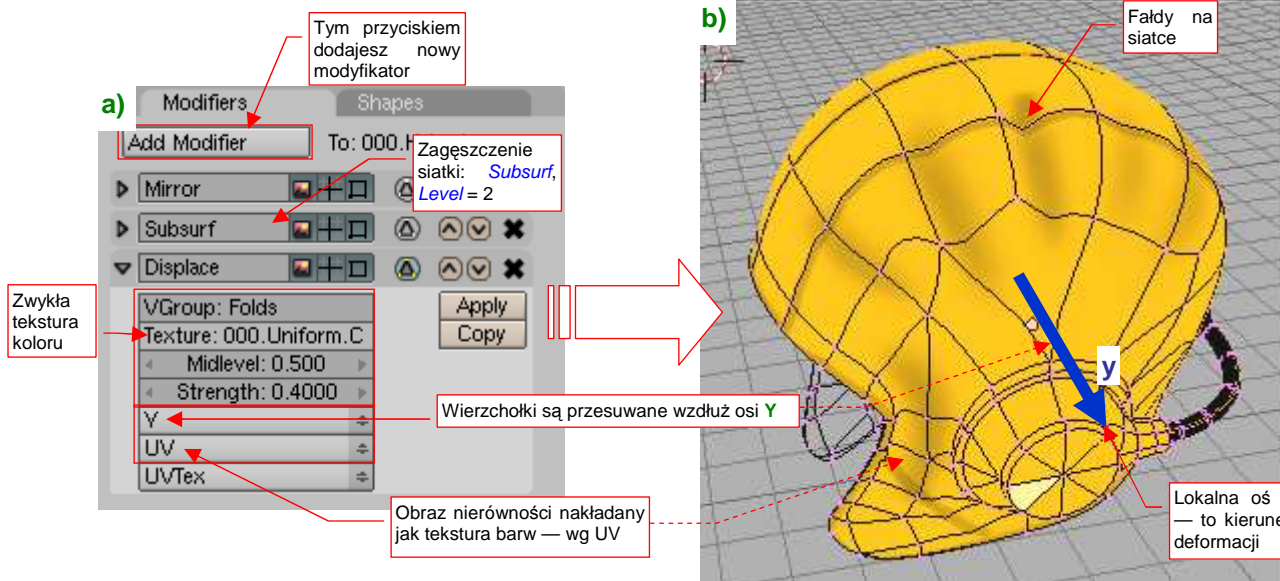 a)
Tym przyciskiem
dodajesz nowy
modyfikator
Modifiers
Shapes
Add Modifier
To: 000.H
Zagęszczenie
siatki: Subsurf,
Level = 2
Mirror
Subsurf
Displace
Zwykła
tekstura
koloru
VGroup: Folds
Texture: 000.Uniform.C
Midlevel: 0.500
Strength: 0.4000
Y
UV
UVTex
Apply
Copy
Wierzchołki są przesuwane wzdłuż osi Y
Obraz nierówności nakładany
jak tekstura barw — wg UV
b)
Fałdy na
siatce
y
Lokalna oś
— to kierune
deformacji